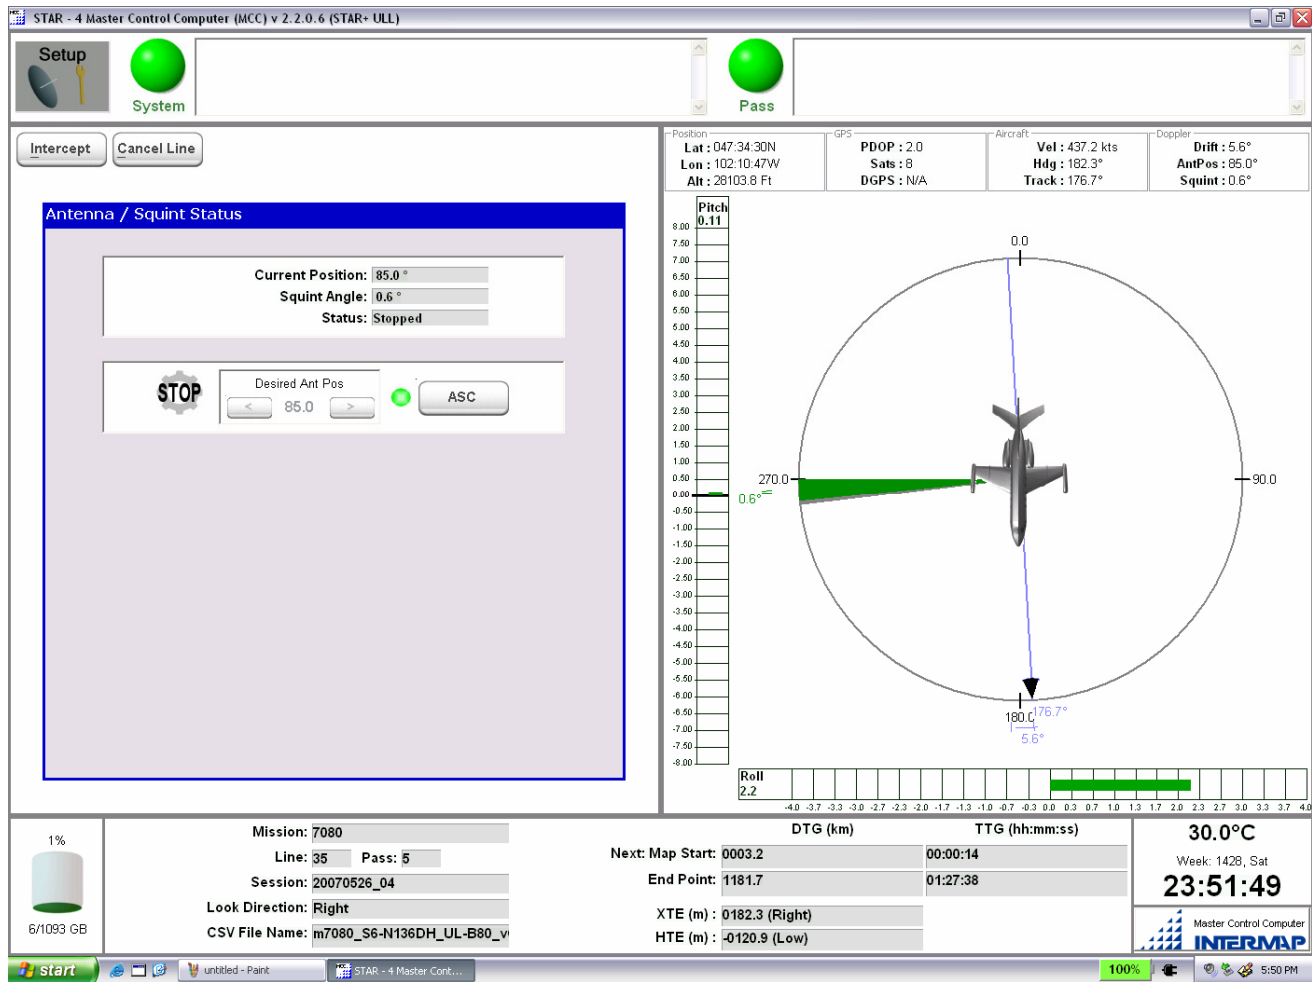 STAR - 4 Master Control Computer (MCC) v 2.2.0.6 (STAR+ ULL)
Setup
System
Pass
Intercept Cancel Line
Antenna / Squint Status
Current Position: 85.0 °
Squint Angle: 0.6 °
Status: Stopped
STOP
Desired Ant Pos
< 85.0 >
ASC
Position
Lat : 047:34:30N
Lon : 102:10:47W
Alt : 28103.8 Ft
GPS
PDOP : 2.0
Sats : 8
DGPS : N/A
Aircraft
Vel : 437.2 kts
Hdg : 182.3°
Track : 176.7°
Doppler
Drift : 5.6°
AntPos : 85.0°
Squint : 0.6°
Pitch
0.11
8.00
7.50
7.00
6.50
6.00
5.50
5.00
4.50
4.00
3.50
3.00
2.50
2.00
1.50
1.00
0.50
0.00
-0.50
-1.00
-1.50
-2.00
-2.50
-3.00
-3.50
-4.00
-4.50
-5.00
-5.50
-6.00
-6.50
-7.00
-7.50
-8.00
0.0
270.0
90.0
0.6°
180.0
176.7°
5.6°
Roll
2.2
-4.0 -3.7 -3.3 -3.0 -2.7 -2.3 -2.0 -1.7 -1.3 -1.0 -0.7 -0.3 0.0 0.3 0.7 1.0 1.3 1.7 2.0 2.3 2.7 3.0 3.3 3.7 4.0
1%
6/1093 GB
Mission: 7080
Line: 35 Pass: 5
Session: 20070526_04
Look Direction: Right
CSV File Name: m7080_S6-N136DH_UL-B80_v
DTG (km) TTG (hh:mm:ss)
Next: Map Start: 0003.2 00:00:14
End Point: 1181.7 01:27:38
XTE (m) : 0182.3 (Right)
HTE (m) : -0120.9 (Low)
30.0°C
Week: 1428, Sat
23:51:49
Master Control Computer
INTERMAP
start
untitled - Paint
STAR - 4 Master Cont...
100%
5:50 PM